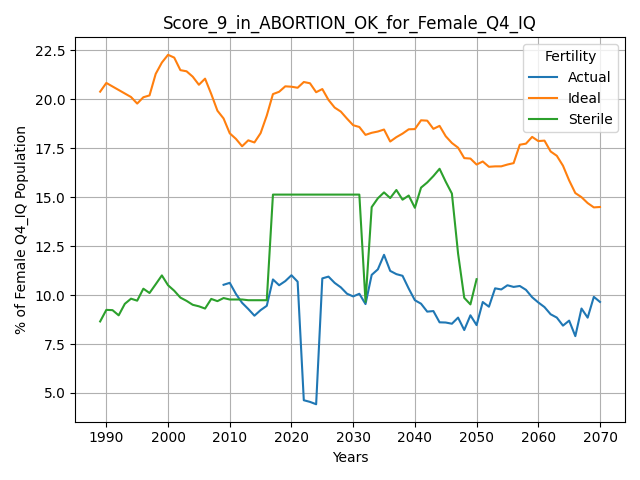 Score_9_in_ABORTION_OK_for_Female_Q4_IQ
Fertility
Actual
Ideal
Sterile
% of Female Q4_IQ Population
22.5
20.0
17.5
15.0
12.5
10.0
7.5
5.0
1990 2000 2010 2020 2030 2040 2050 2060 2070
Years